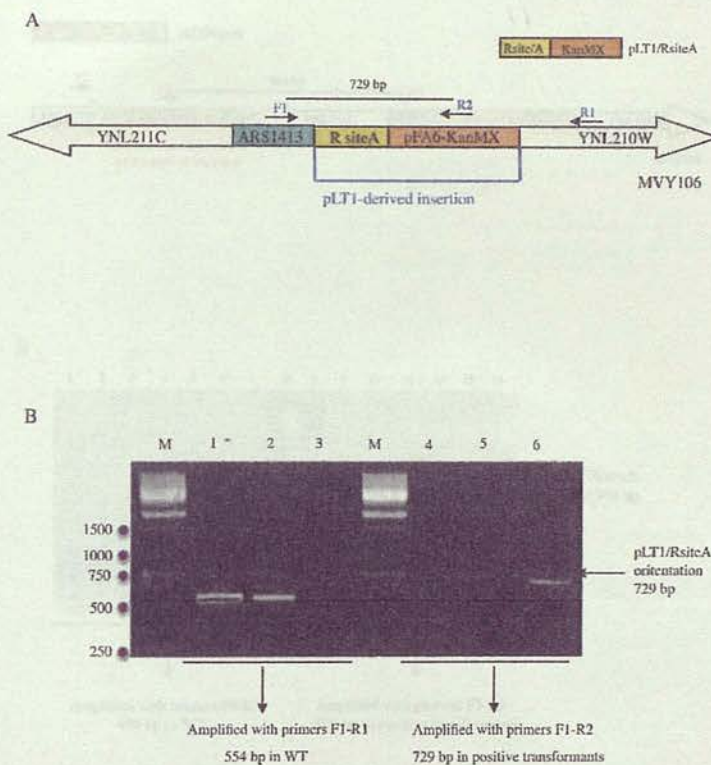 A
Rsite/A KanMX pLT1/RsiteA
729 bp
F1 R2 R1
YNL211C ARS1413 R siteA pFA6-KanMX YNL210W
MVY106
pLT1-derived insertion
B
M 1 2 3 M 4 5 6
1500
1000
750
500
250
pLT1/RsiteA
oritentation
729 bp
Amplified with primers F1-R1
554 bp in WT
Amplified with primers F1-R2
729 bp in positive transformants